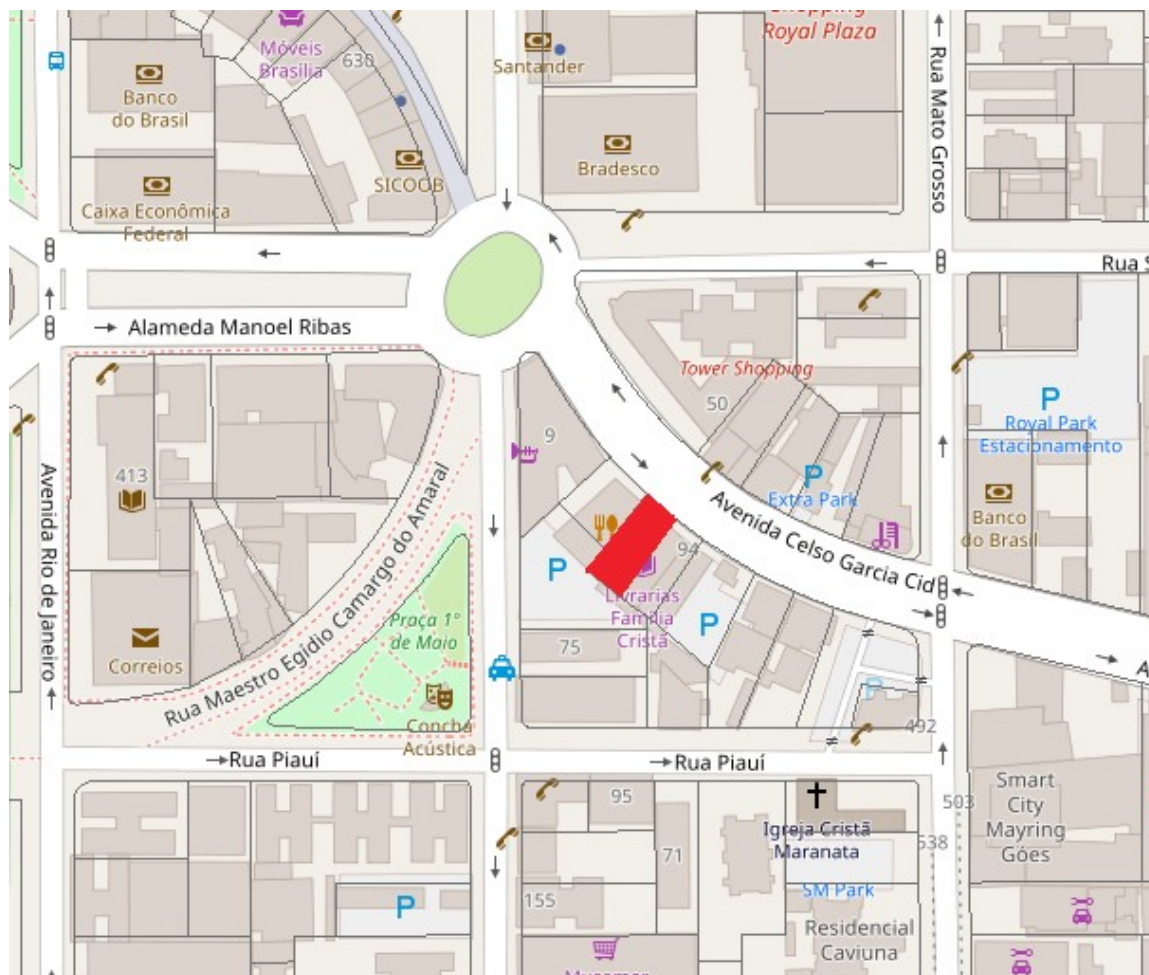 Shopping
Royal Plaza
Móveis
Brasília
630
Santander
Banco
do Brasil
Bradesco
SICOOB
Caixa Econômica
Federal
Rua Mato Grosso
Rua S
Alameda Manoel Ribas
Tower Shopping
50
9
Royal Park
Estacionamento
P
413
Extra Park
P
Avenida Celso Garcia Cid
Banco
do Brasil
Avenida Rio de Janeiro
Rua Maestro Egídio Camargo do Amaral
94
P
Livrarias
Família
Cristã
P
Praça 1º
de Maio
75
Correios
P
A
Concha
Acústica
492
Rua Piauí
Rua Piauí
95
503
Smart
City
Mayring
Góes
Igreja Cristã
Maranata
538
71
SM Park
P
155
Residencial
Caviuna